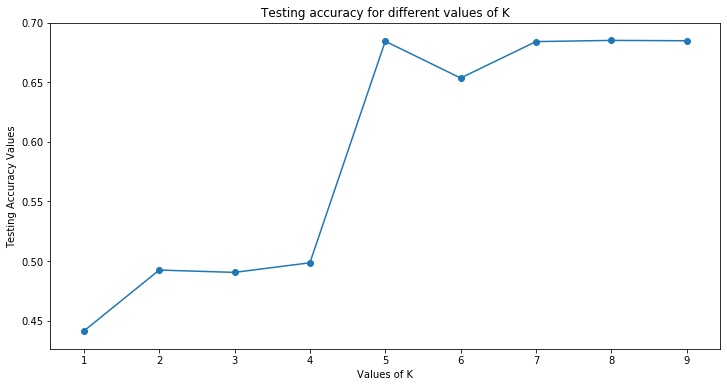 Testing accuracy for different values of K
0.70
0.65
0.60
0.55
0.50
0.45
Testing Accuracy Values
1 2 3 4 5 6 7 8 9
Values of K